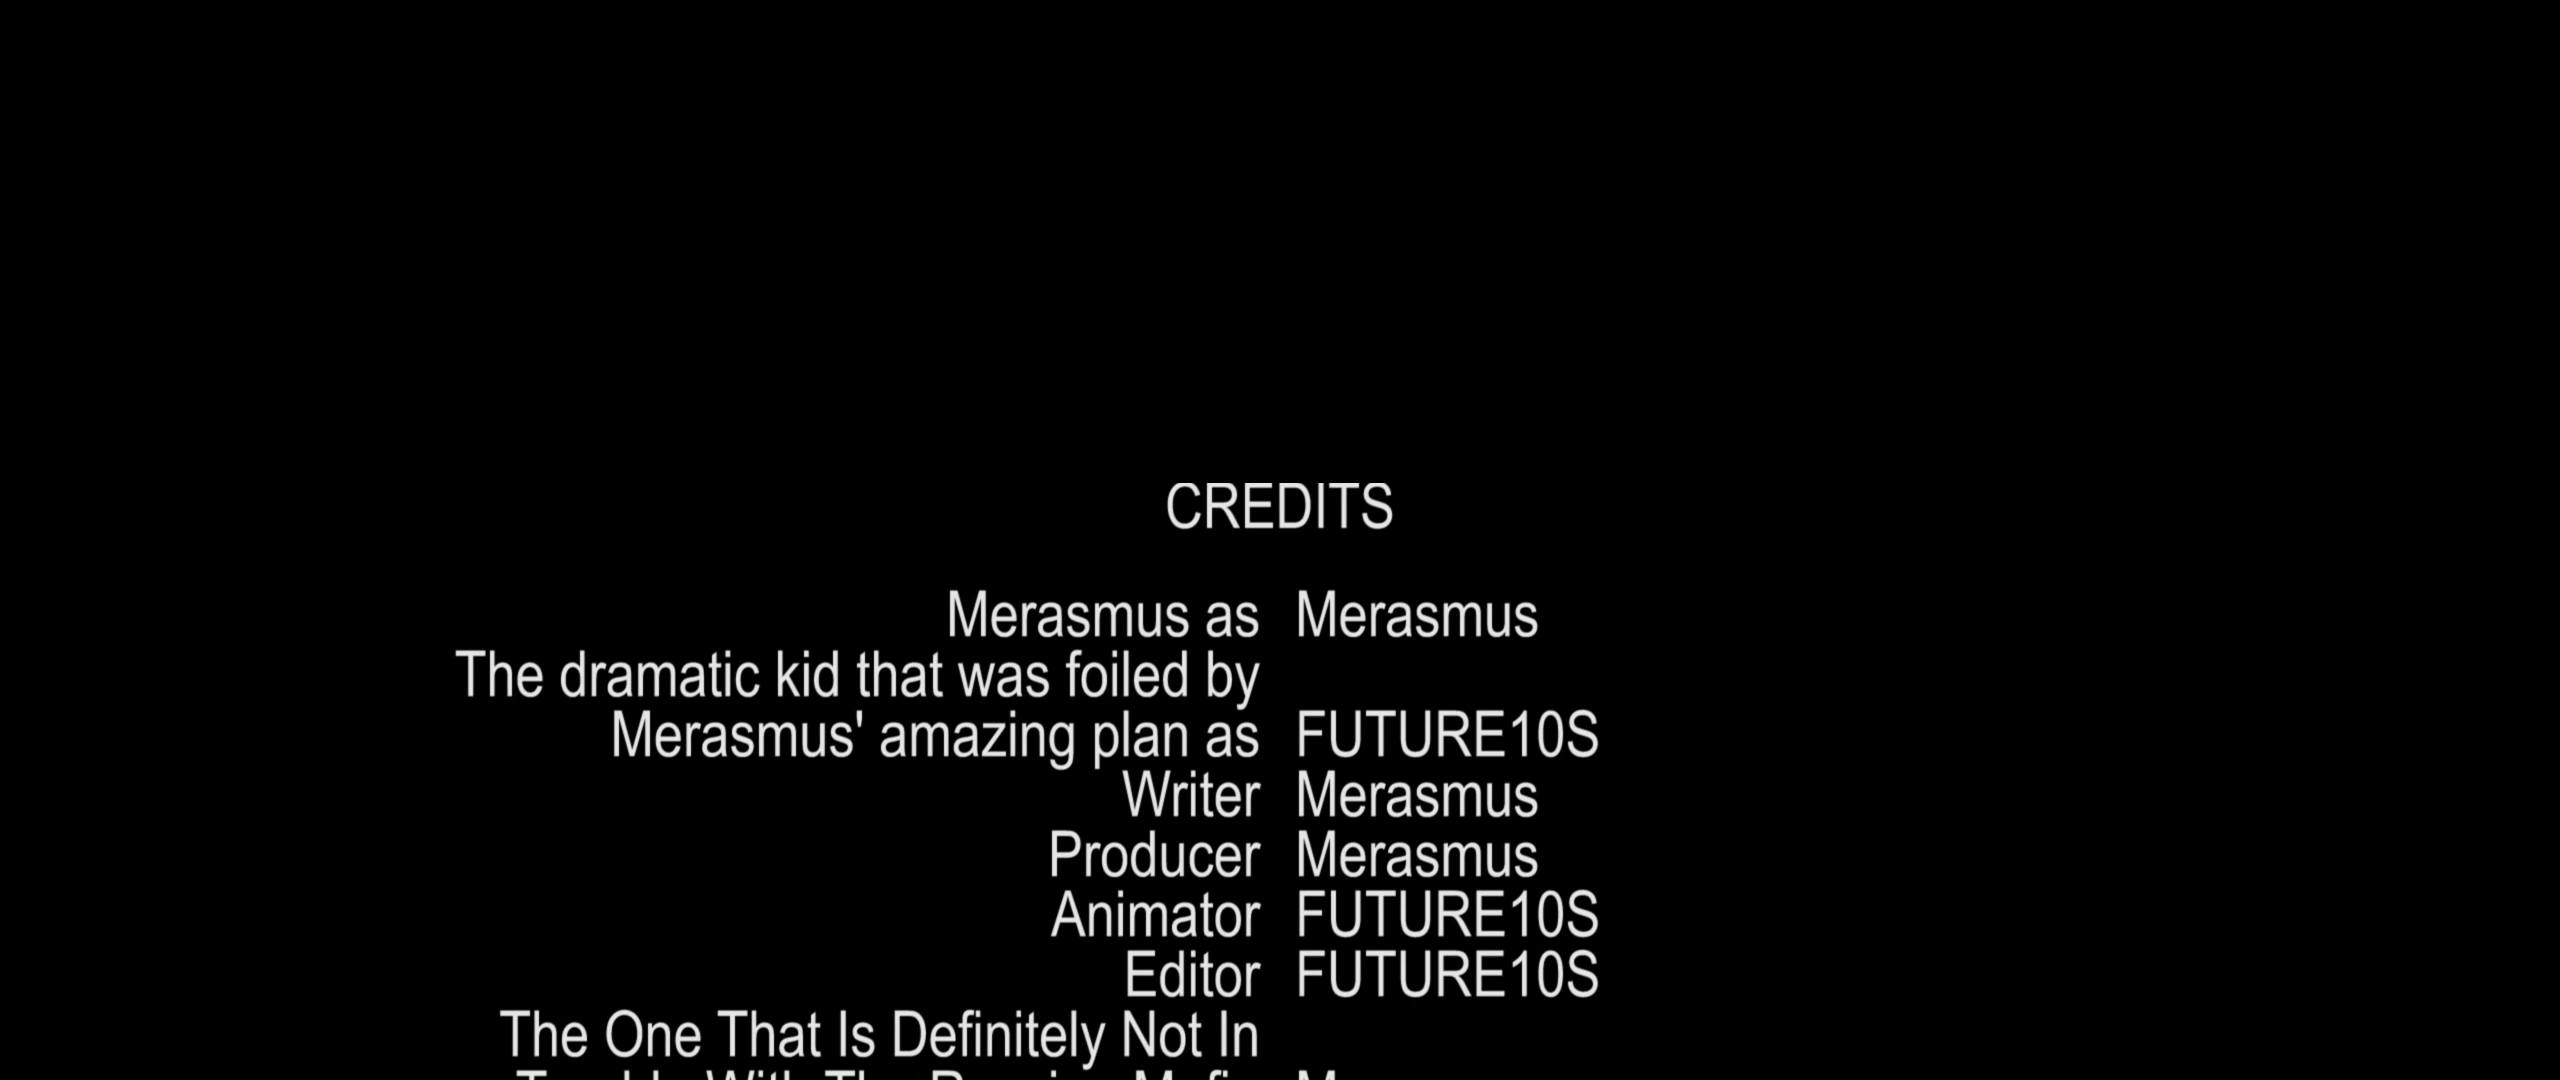 CREDITS
Merasmus as Merasmus
The dramatic kid that was foiled by
Merasmus' amazing plan as FUTURE10S
Writer Merasmus
Producer Merasmus
Animator FUTURE10S
Editor FUTURE10S
The One That Is Definitely Not In